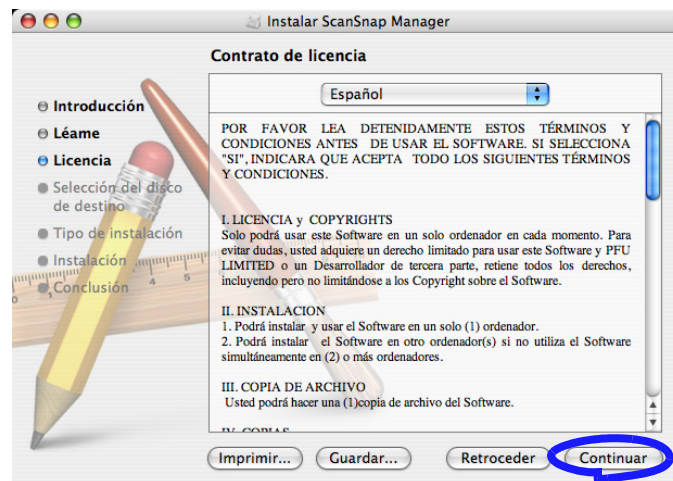 Instalar ScanSnap Manager
Contrato de licencia
Introducción
Léame
Licencia
Selección del disco
de destino
Tipo de instalación
Instalación
Conclusión
Español
POR FAVOR LEA DETENIDAMENTE ESTOS TÉRMINOS Y
CONDICIONES ANTES DE USAR EL SOFTWARE. SI SELECCIONA
"SI", INDICARA QUE ACEPTA TODO LOS SIGUIENTES TÉRMINOS
Y CONDICIONES.
I. LICENCIA y COPYRIGHTS
Solo podrá usar este Software en un solo ordenador en cada momento. Para
evitar dudas, usted adquiere un derecho limitado para usar este Software y PFU
LIMITED o un Desarrollador de tercera parte, retiene todos los derechos,
incluyendo pero no limitándose a los Copyright sobre el Software.
II. INSTALACION
1. Podrá instalar y usar el Software en un solo (1) ordenador.
2. Podrá instalar el Software en otro ordenador(s) si no utiliza el Software
simultáneamente en (2) o más ordenadores.
III. COPIA DE ARCHIVO
Usted podrá hacer una (1)copia de archivo del Software.
IV. COPIAS
4 5
Imprimir... Guardar... Retroceder Continuar